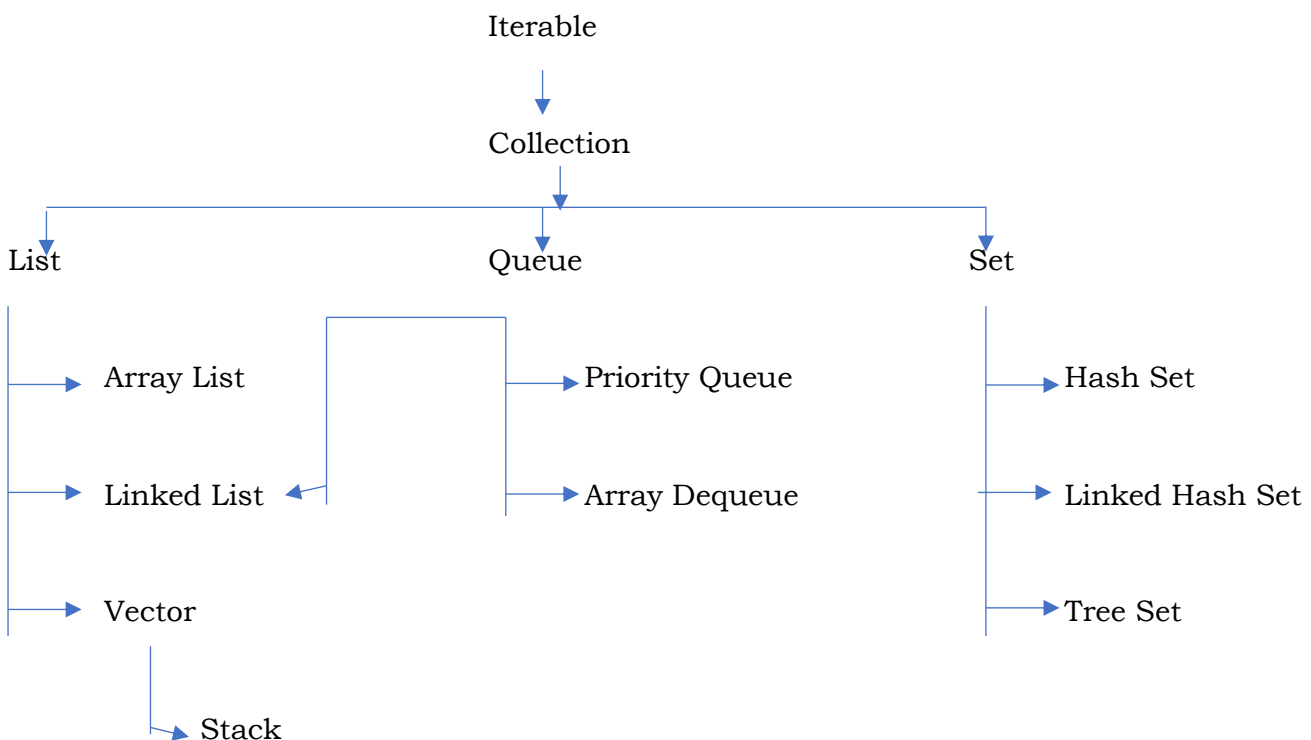 Iterable
Collection
List Queue Set
Array List Priority Queue Hash Set
Linked List Array Dequeue Linked Hash Set
Vector Tree Set
Stack